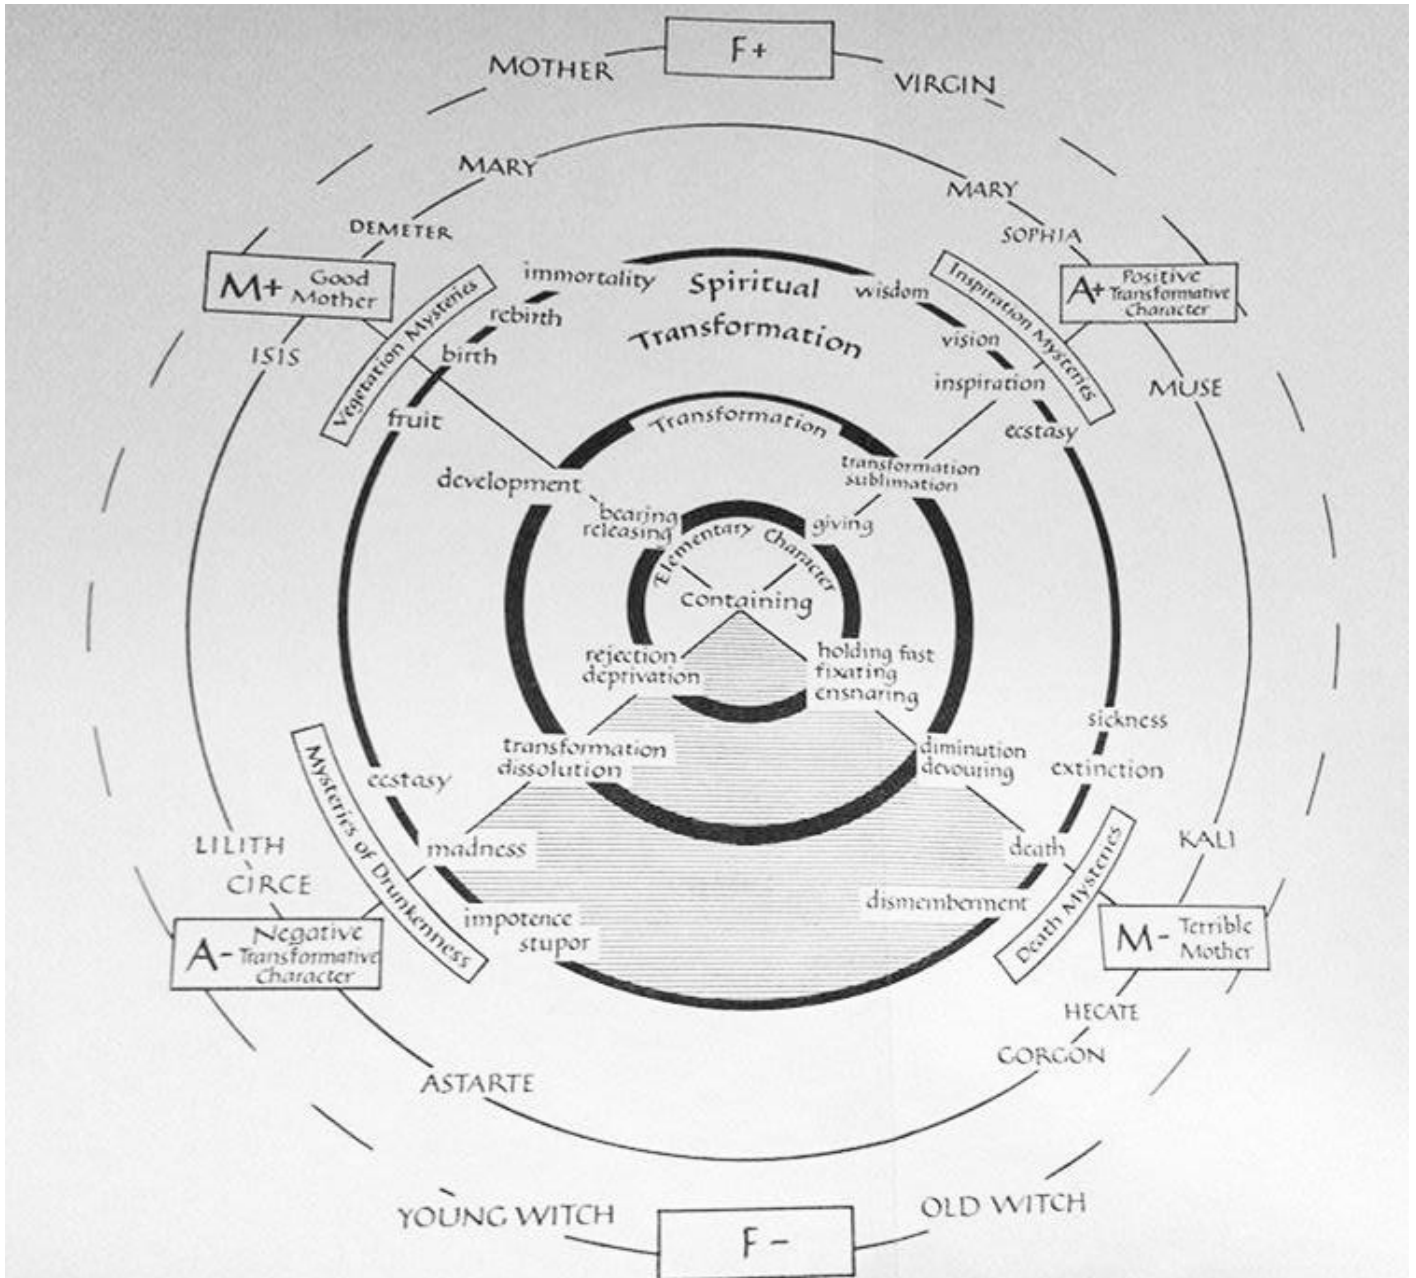 F+
MOTHER
VIRGIN
MARY
MARY
DEMETER
SOPHIA
M+ Good
Mother
A+ Positive
Transformative
Character
Vegetation Mysteries
Inspiration Mysteries
immortality
Spiritual
Transformation
wisdom
rebirth
vision
birth
inspiration
ISIS
MUSE
fruit
ecstasy
Transformation
development
transformation
sublimation
bearing
releasing
giving
Elementary Character
containing
rejection
deprivation
holding fast
fixating
ensnaring
sickness
transformation
dissolution
diminution
devouring
ecstasy
extinction
Mysteries of Drunkenness
Death Mysteries
LILITH
CIRCE
madness
death
KALI
impotence
stupor
dismemberment
A- Negative
Transformative
Character
M- Terrible
Mother
HECATE
GORGON
ASTARTE
YOUNG WITCH
OLD WITCH
F-